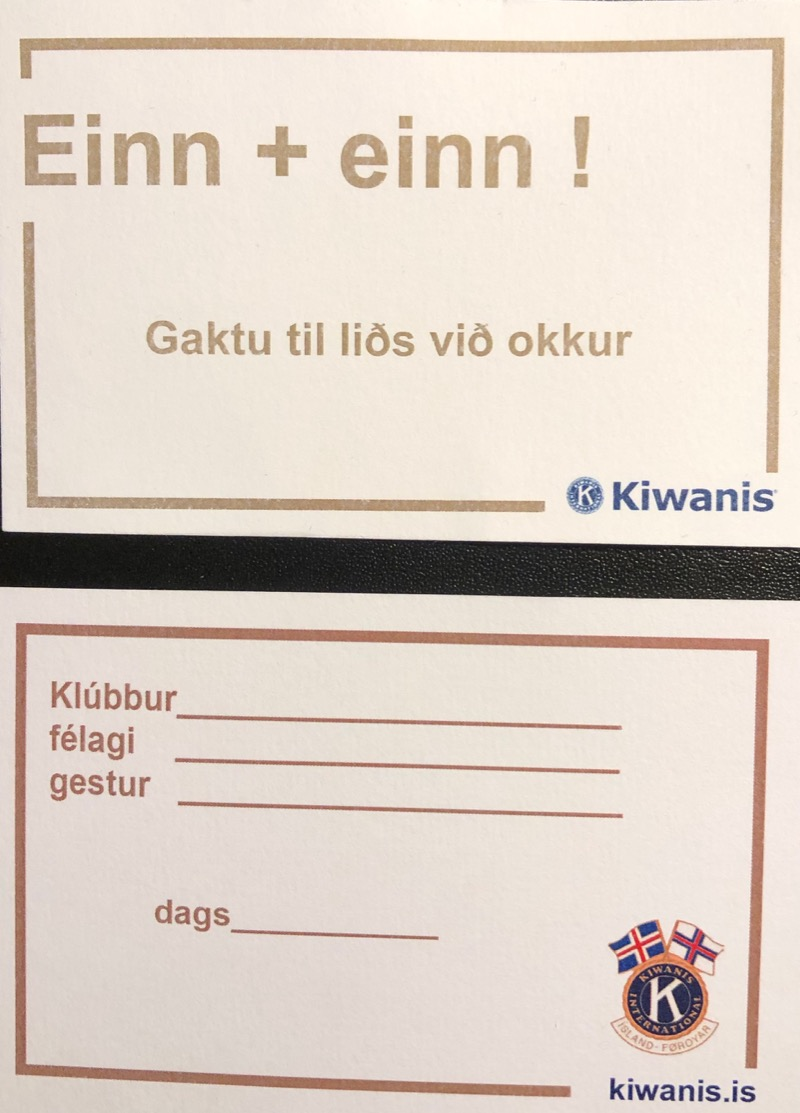 Einn + einn !
Gaktu til liðs við okkur
K Kiwanis
Klúbbur
félagi
gestur
dags
KIWANIS
K
INTERNATIONAL
ÍSLAND-FØROYAR
kiwanis.is